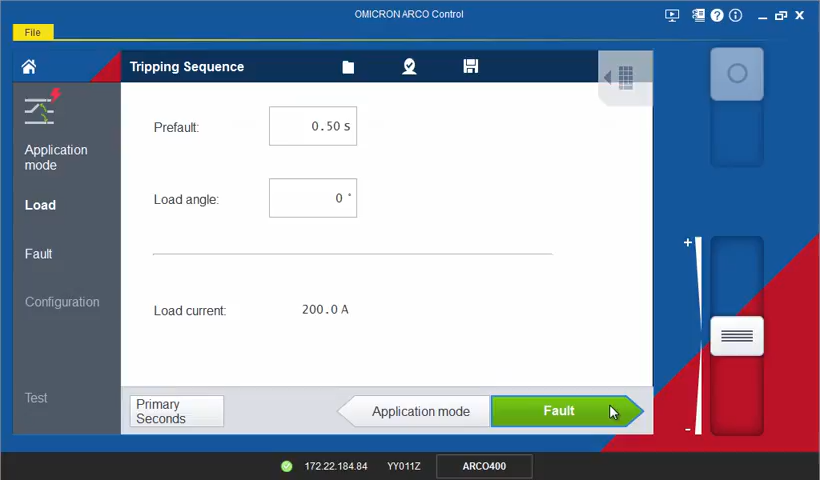 OMICRON ARCO Control
File
Tripping Sequence
Application
mode
Load
Fault
Configuration
Test
Prefault:
0.50 s
Load angle:
0 °
Load current:
200.0 A
Primary
Seconds
Application mode
Fault
+
-
172.22.184.84
YY011Z
ARCO400